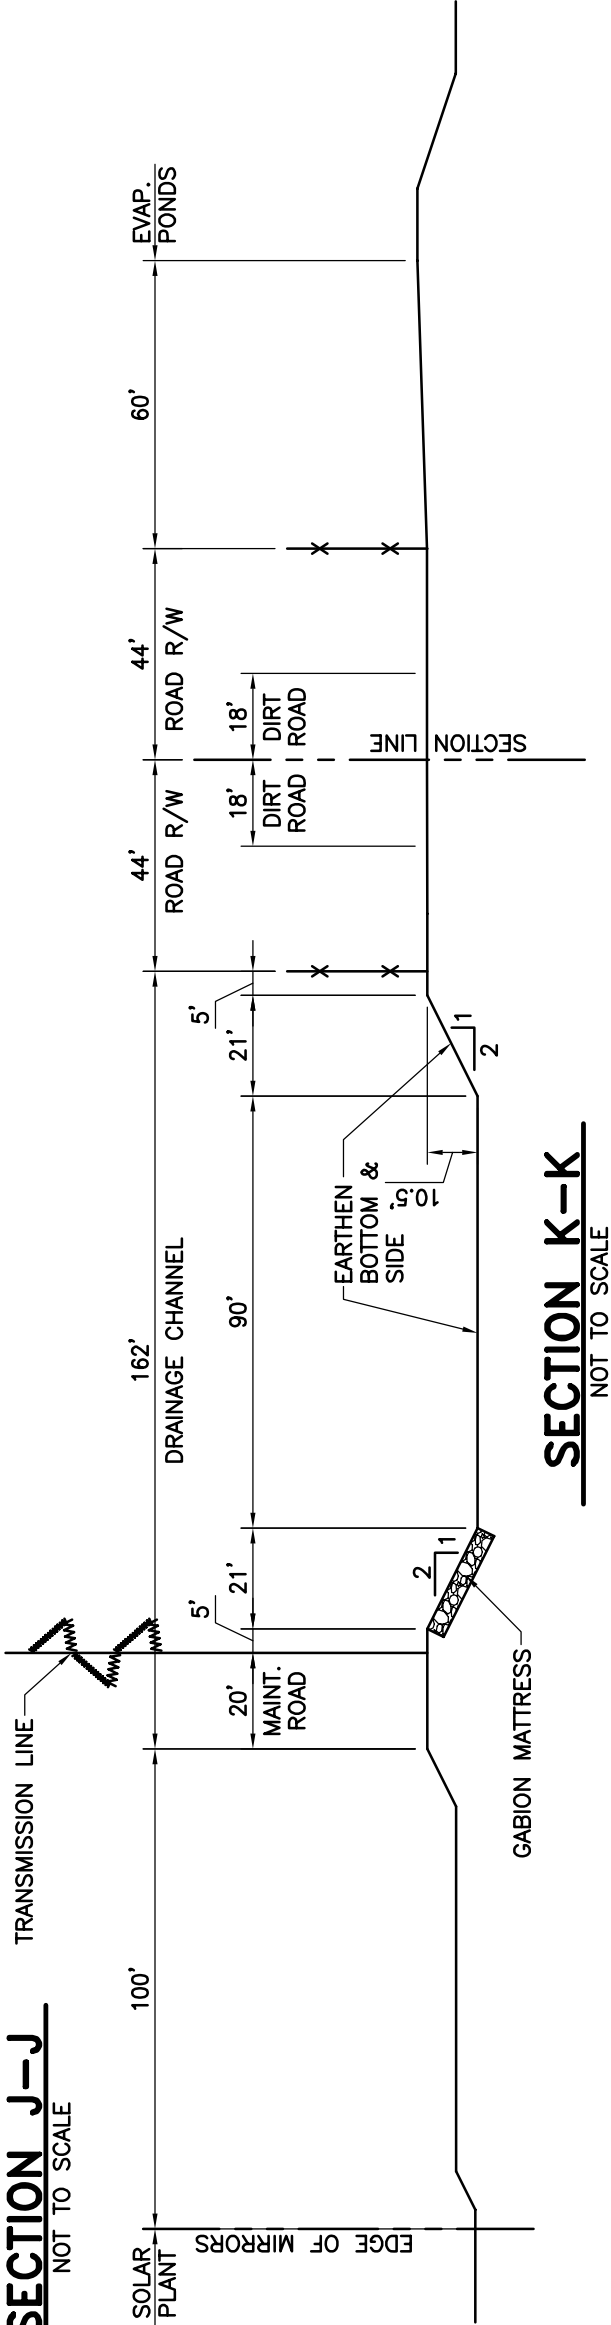 SECTION J-J
NOT TO SCALE
TRANSMISSION LINE
SOLAR
PLANT
100'
162'
DRAINAGE CHANNEL
44'
ROAD R/W
44'
ROAD R/W
60'
EVAP.
PONDS
20'
MAINT.
ROAD
5'
21'
90'
21'
5'
18'
DIRT
ROAD
18'
DIRT
ROAD
EDGE OF MIRRORS
2
1
EARTHEN
BOTTOM &
SIDE
10.5'
1
2
SECTION LINE
GABION MATTRESS
SECTION K-K
NOT TO SCALE